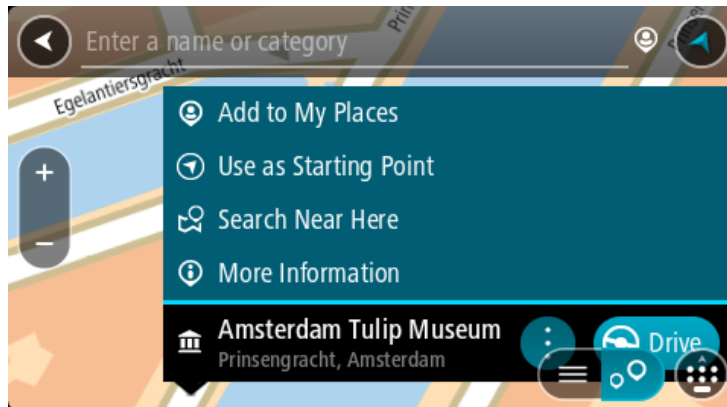 Enter a name or category
Prin
Egelantiersgracht
Add to My Places
Use as Starting Point
Search Near Here
More Information
Amsterdam Tulip Museum
Prinsengracht, Amsterdam
Drive